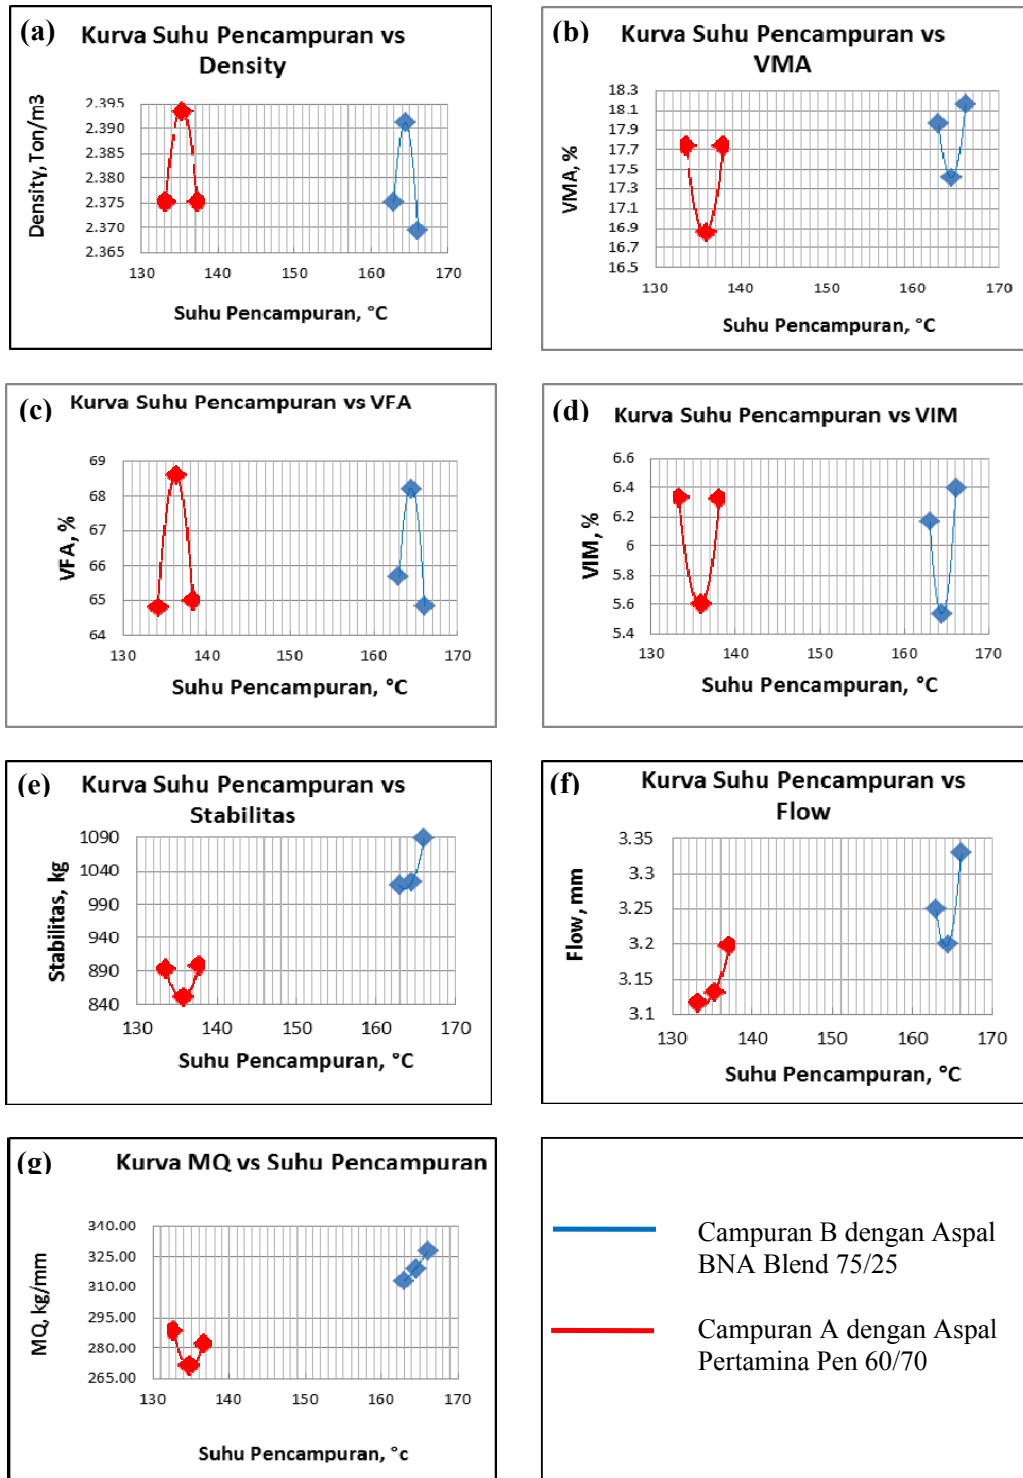 (a)
Kurva Suhu Pencampuran vs
Density
Density, Ton/m3
2.395
2.390
2.385
2.380
2.375
2.370
2.365
130 140 150 160 170
Suhu Pencampuran, °C
(b)
Kurva Suhu Pencampuran vs
VMA
VMA, %
18.3
18.1
17.9
17.7
17.5
17.3
17.1
16.9
16.7
16.5
130 140 150 160 170
Suhu Pencampuran, °C
(c)
Kurva Suhu Pencampuran vs VFA
VFA, %
69
68
67
66
65
64
130 140 150 160 170
Suhu Pencampuran, °C
(d)
Kurva Suhu Pencampuran vs VIM
VIM, %
6.6
6.4
6.2
6
5.8
5.6
5.4
130 140 150 160 170
Suhu Pencampuran, °C
(e)
Kurva Suhu Pencampuran vs
Stabilitas
Stabilitas, kg
1090
1040
990
940
890
840
130 140 150 160 170
Suhu Pencampuran, °C
(f)
Kurva Suhu Pencampuran vs
Flow
Flow, mm
3.35
3.3
3.25
3.2
3.15
3.1
130 140 150 160 170
Suhu Pencampuran, °C
(g)
Kurva MQ vs Suhu Pencampuran
MQ, kg/mm
340.00
325.00
310.00
295.00
280.00
265.00
130 140 150 160 170
Suhu Pencampuran, °c
Campuran B dengan Aspal
BNA Blend 75/25
Campuran A dengan Aspal
Pertamina Pen 60/70